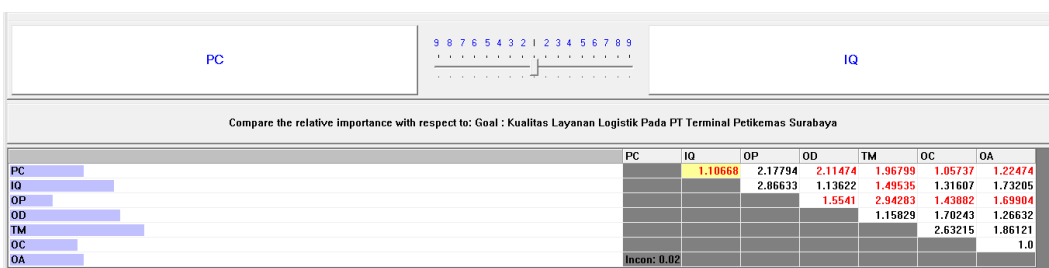 PC
9 8 7 6 5 4 3 2 1 2 3 4 5 6 7 8 9
IQ
Compare the relative importance with respect to: Goal : Kualitas Layanan Logistik Pada PT Terminal Petikemas Surabaya
PC IQ OP OD TM OC OA
PC 1.10668 2.17794 2.11474 1.96799 1.05737 1.22474
IQ 2.86633 1.13622 1.49535 1.31607 1.73205
OP 1.5541 2.94283 1.43882 1.69904
OD 1.15829 1.70243 1.26632
TM 2.63215 1.86121
OC 1.0
OA Incon: 0.02